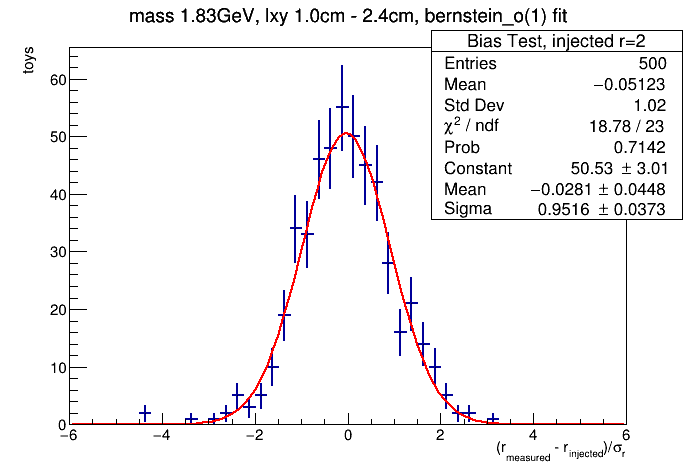 mass 1.83GeV, lxy 1.0cm - 2.4cm, bernstein_o(1) fit
toys
Bias Test, injected r=2
Entries 500
Mean −0.05123
Std Dev 1.02
χ² / ndf 18.78 / 23
Prob 0.7142
Constant 50.53 ± 3.01
Mean −0.0281 ± 0.0448
Sigma 0.9516 ± 0.0373
60
50
40
30
20
10
0
−6 −4 −2 0 2 4 6
(r_measured - r_injected)/σ_r